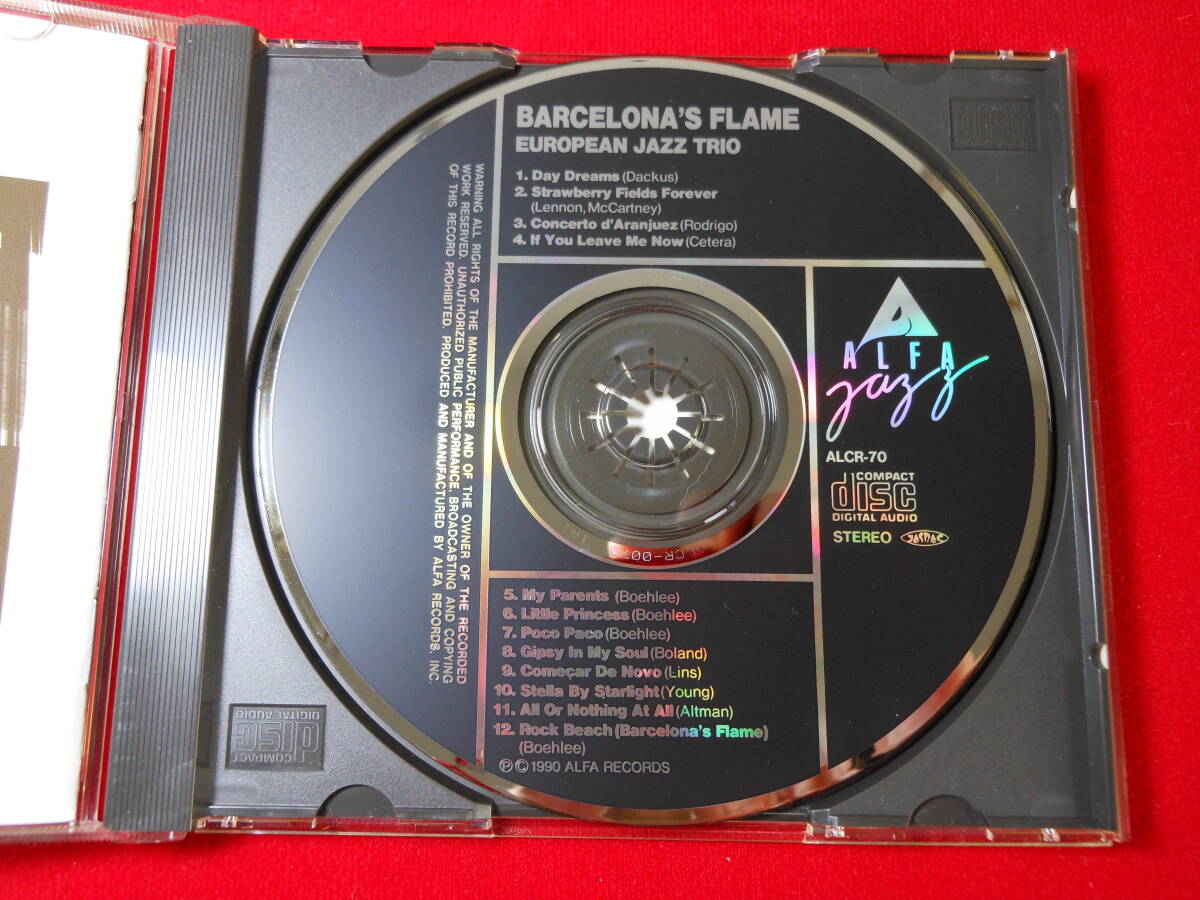 BARCELONA'S FLAME
EUROPEAN JAZZ TRIO
1. Day Dreams (Dackus)
2. Strawberry Fields Forever
(Lennon, McCartney)
3. Concerto d'Aranjuez (Rodrigo)
4. If You Leave Me Now (Cetera)
WARNING ALL RIGHTS OF THE MANUFACTURER AND OF THE OWNER OF THE RECORDED
WORK RESERVED. UNAUTHORIZED PUBLIC PERFORMANCE, BROADCASTING AND COPYING
OF THIS RECORD PROHIBITED. PRODUCED AND MANUFACTURED BY ALFA RECORDS, INC.
ALFA
jazz
ALCR-70
COMPACT
disc
DIGITAL AUDIO
STEREO
5. My Parents (Boehlee)
6. Little Princess (Boehlee)
7. Poco Paco (Boehlee)
8. Gipsy In My Soul (Boland)
9. Começar De Novo (Lins)
10. Stella By Starlight (Young)
11. All Or Nothing At All (Altman)
12. Rock Beach (Barcelona's Flame)
(Boehlee)
ⓅⒸ1990 ALFA RECORDS
COMPACT
disc
DIGITAL AUDIO